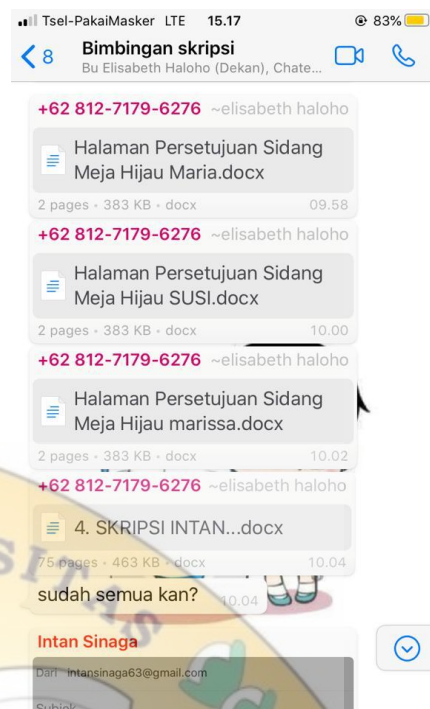 Tsel-PakaiMasker LTE 15.17 83%
8 Bimbingan skripsi
Bu Elisabeth Haloho (Dekan), Chate...
+62 812-7179-6276 ~elisabeth haloho
Halaman Persetujuan Sidang
Meja Hijau Maria.docx
2 pages • 383 KB • docx 09.58
+62 812-7179-6276 ~elisabeth haloho
Halaman Persetujuan Sidang
Meja Hijau SUSI.docx
2 pages • 383 KB • docx 10.00
+62 812-7179-6276 ~elisabeth haloho
Halaman Persetujuan Sidang
Meja Hijau marissa.docx
2 pages • 383 KB • docx 10.02
+62 812-7179-6276 ~elisabeth haloho
4. SKRIPSI INTAN...docx
75 pages • 463 KB • docx 10.04
sudah semua kan? 10.04
Intan Sinaga
Dari intansinaga63@gmail.com
Subjek
SITAS